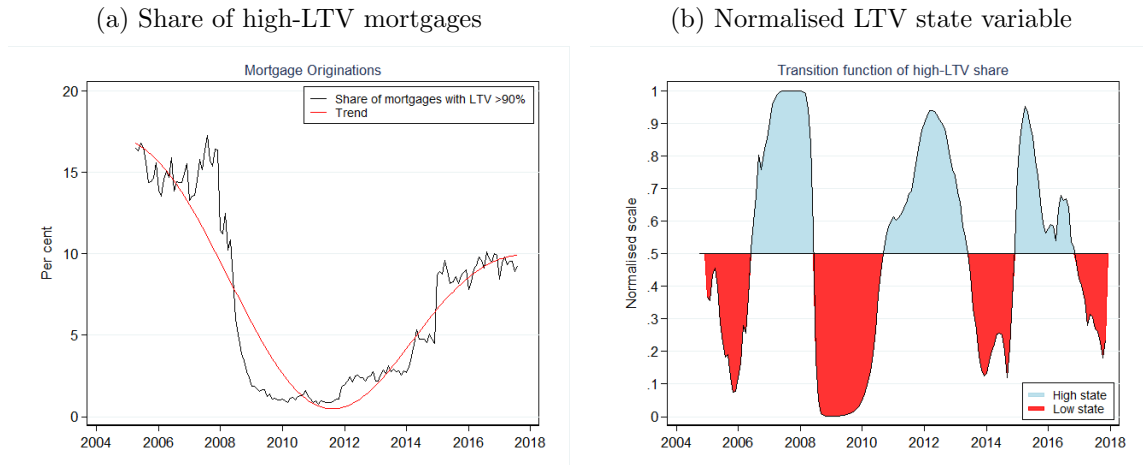 (a) Share of high-LTV mortgages
Mortgage Originations
Share of mortgages with LTV >90%
Trend
Per cent
20
15
10
5
0
2004 2006 2008 2010 2012 2014 2016 2018
(b) Normalised LTV state variable
Transition function of high-LTV share
Normalised scale
1
.9
.8
.7
.6
.5
.4
.3
.2
.1
0
High state
Low state
2004 2006 2008 2010 2012 2014 2016 2018